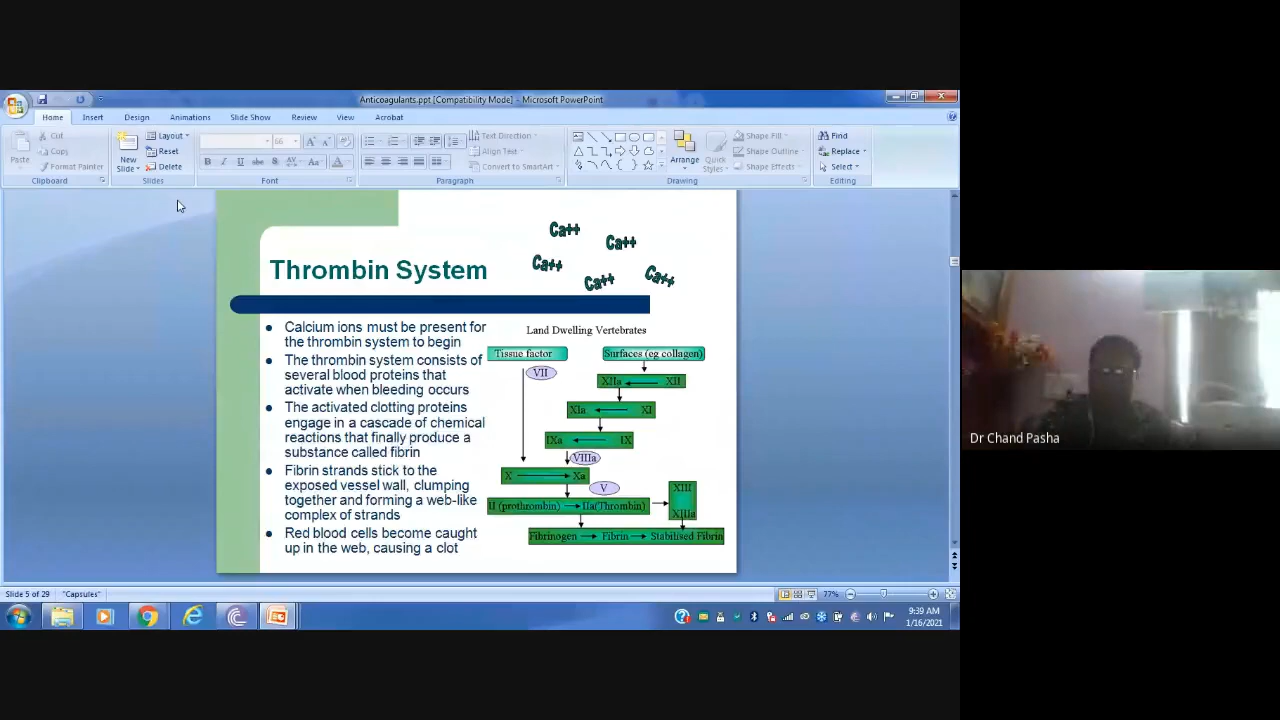 Anticoagulants.ppt [Compatibility Mode] - Microsoft PowerPoint
Home Insert Design Animations Slide Show Review View Acrobat
Paste
Cut
Copy
Format Painter
Clipboard
New Slide
Layout
Reset
Delete
Slides
66
Font
Text Direction
Align Text
Convert to SmartArt
Paragraph
Arrange
Quick Styles
Shape Fill
Shape Outline
Shape Effects
Drawing
Find
Replace
Select
Editing
Ca++
Ca++
Ca++
Ca++
Ca++
Thrombin System
Calcium ions must be present for
the thrombin system to begin
The thrombin system consists of
several blood proteins that
activate when bleeding occurs
The activated clotting proteins
engage in a cascade of chemical
reactions that finally produce a
substance called fibrin
Fibrin strands stick to the
exposed vessel wall, clumping
together and forming a web-like
complex of strands
Red blood cells become caught
up in the web, causing a clot
Land Dwelling Vertebrates
Tissue factor Surfaces (eg collagen)
VII
XIIa XII
XIa XI
IXa IX
VIIIa
X Xa
V
XIII
II (prothrombin) IIa(Thrombin)
XIIIa
Fibrinogen Fibrin Stabilised Fibrin
Dr Chand Pasha
Slide 5 of 29 "Capsules" 77%
9:39 AM
1/16/2021